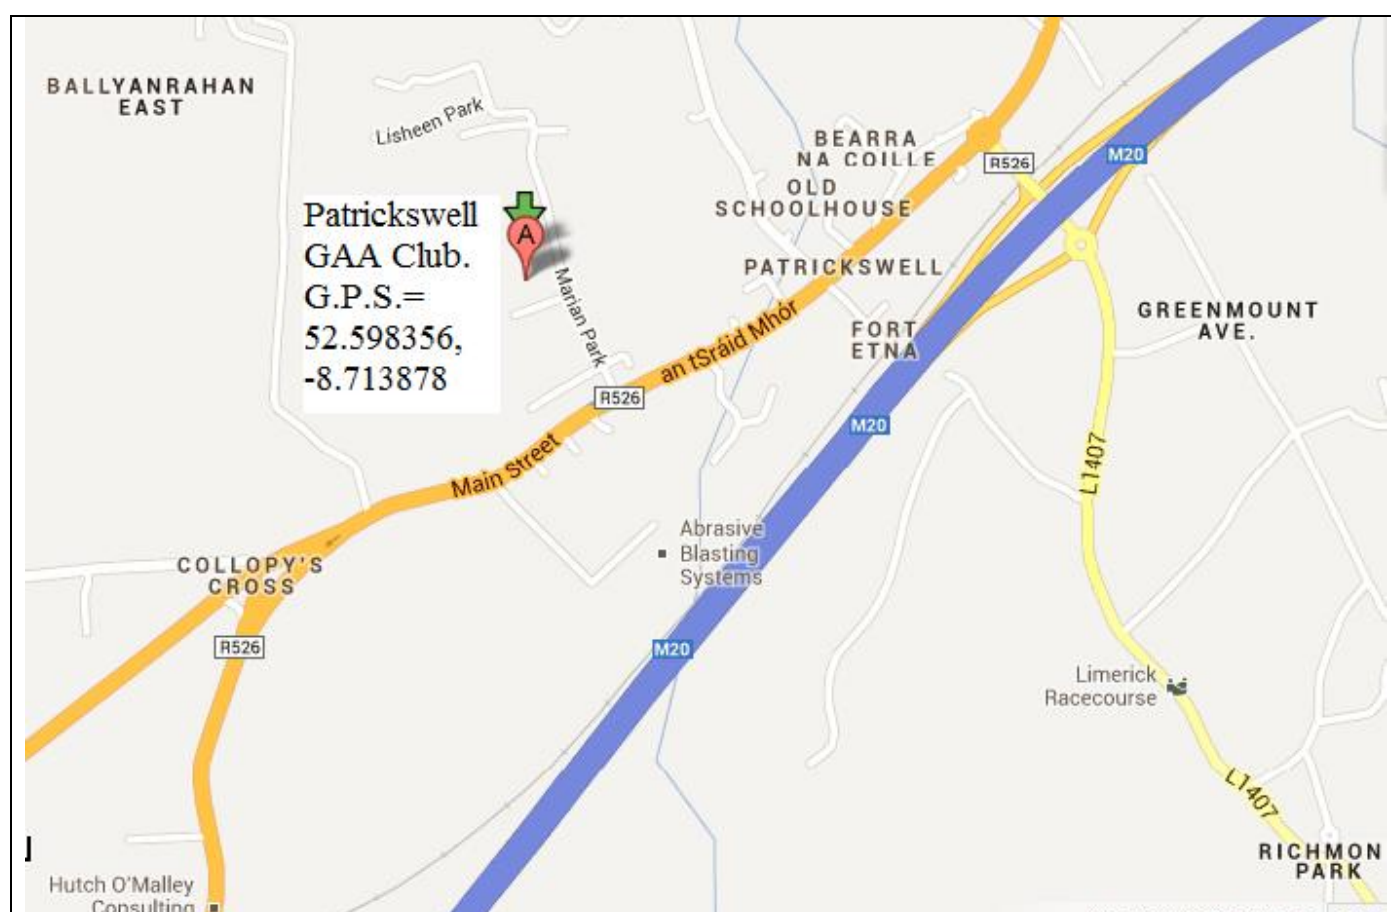 BALLYANRAHAN
EAST
Lisheen Park
BEARRA
NA COILLE
R526
M20
OLD
SCHOOLHOUSE
Patrickswell
GAA Club.
G.P.S.=
52.598356,
-8.713878
A
Marian Park
PATRICKSWELL
an tSráid Mhór
FORT
ETNA
GREENMOUNT
AVE.
R526
M20
Main Street
L1407
Abrasive
Blasting
Systems
COLLOPY'S
CROSS
R526
M20
Limerick
Racecourse
L1407
RICHMON
PARK
Hutch O'Malley
Consulting